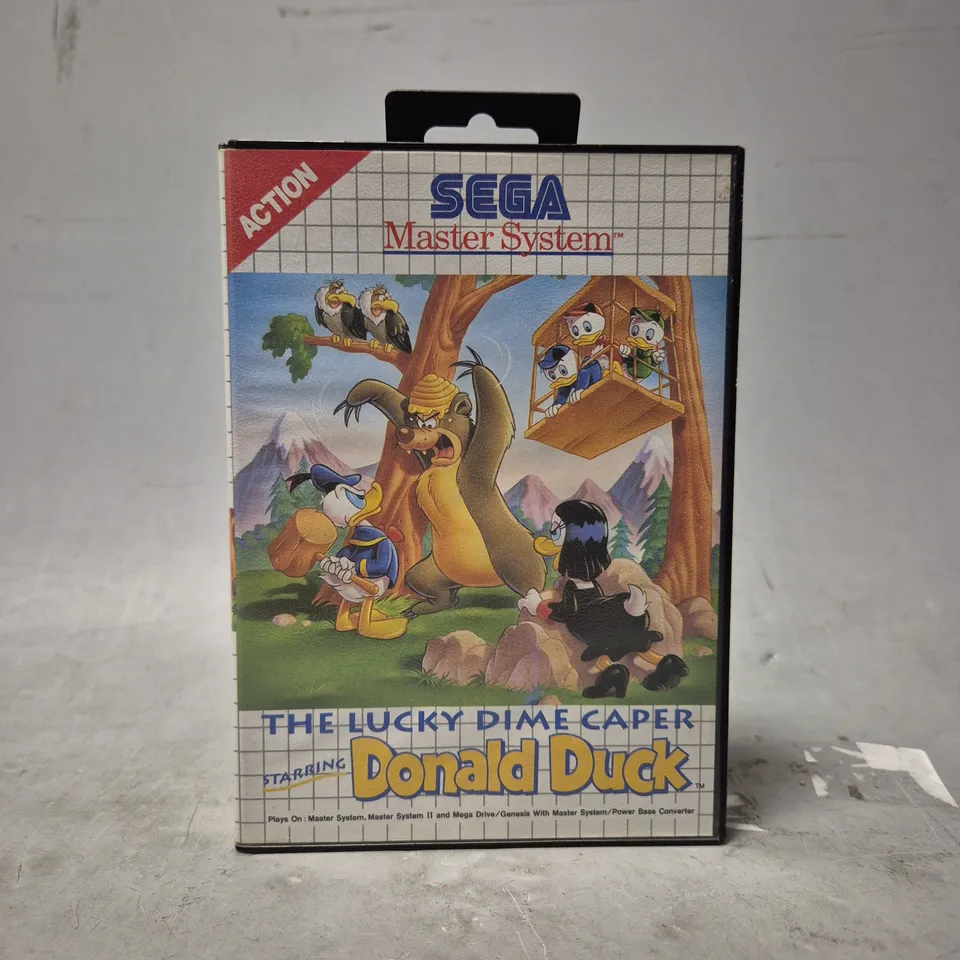 ACTION
SEGA
Master System™
THE LUCKY DIME CAPER
STARRING Donald Duck™
Plays On : Master System, Master System II and Mega Drive/Genesis With Master System/Power Base Converter